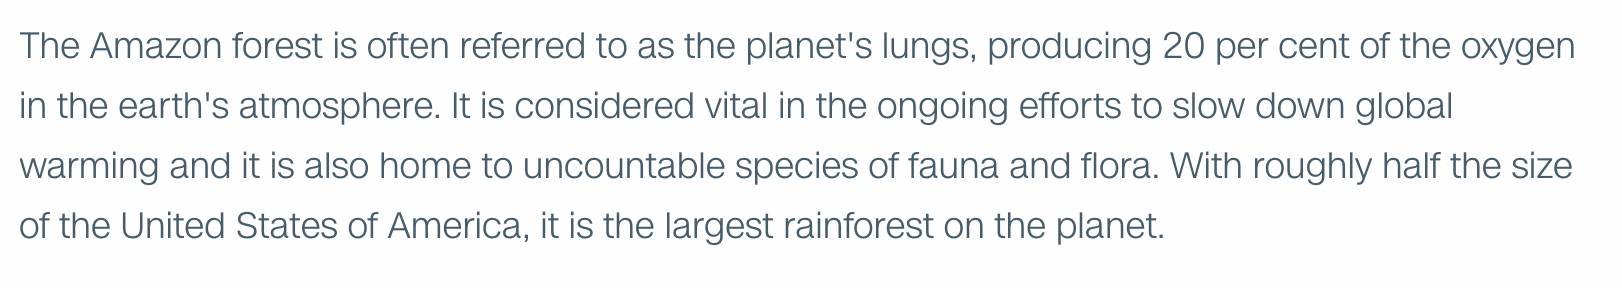 The Amazon forest is often referred to as the planet's lungs, producing 20 per cent of the oxygen
in the earth's atmosphere. It is considered vital in the ongoing efforts to slow down global
warming and it is also home to uncountable species of fauna and flora. With roughly half the size
of the United States of America, it is the largest rainforest on the planet.